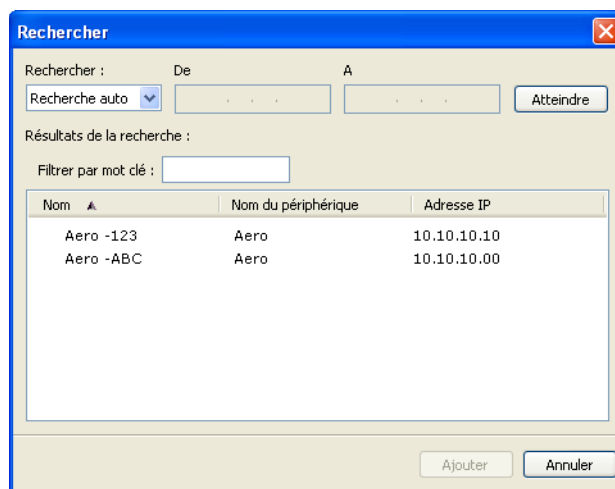 Rechercher
Rechercher : De A
Recherche auto . . . . . . Atteindre
Résultats de la recherche :
Filtrer par mot clé :
Nom Nom du périphérique Adresse IP
Aero -123 Aero 10.10.10.10
Aero -ABC Aero 10.10.10.00
Ajouter Annuler